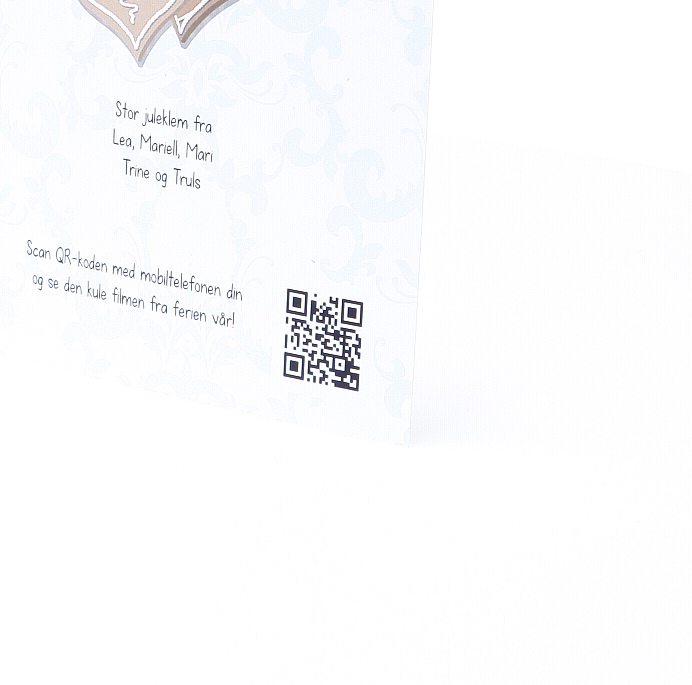 Stor juleklem fra
Lea, Mariell, Mari
Trine og Truls
Scan QR-koden med mobiltelefonen din
og se den kule filmen fra ferien vår!